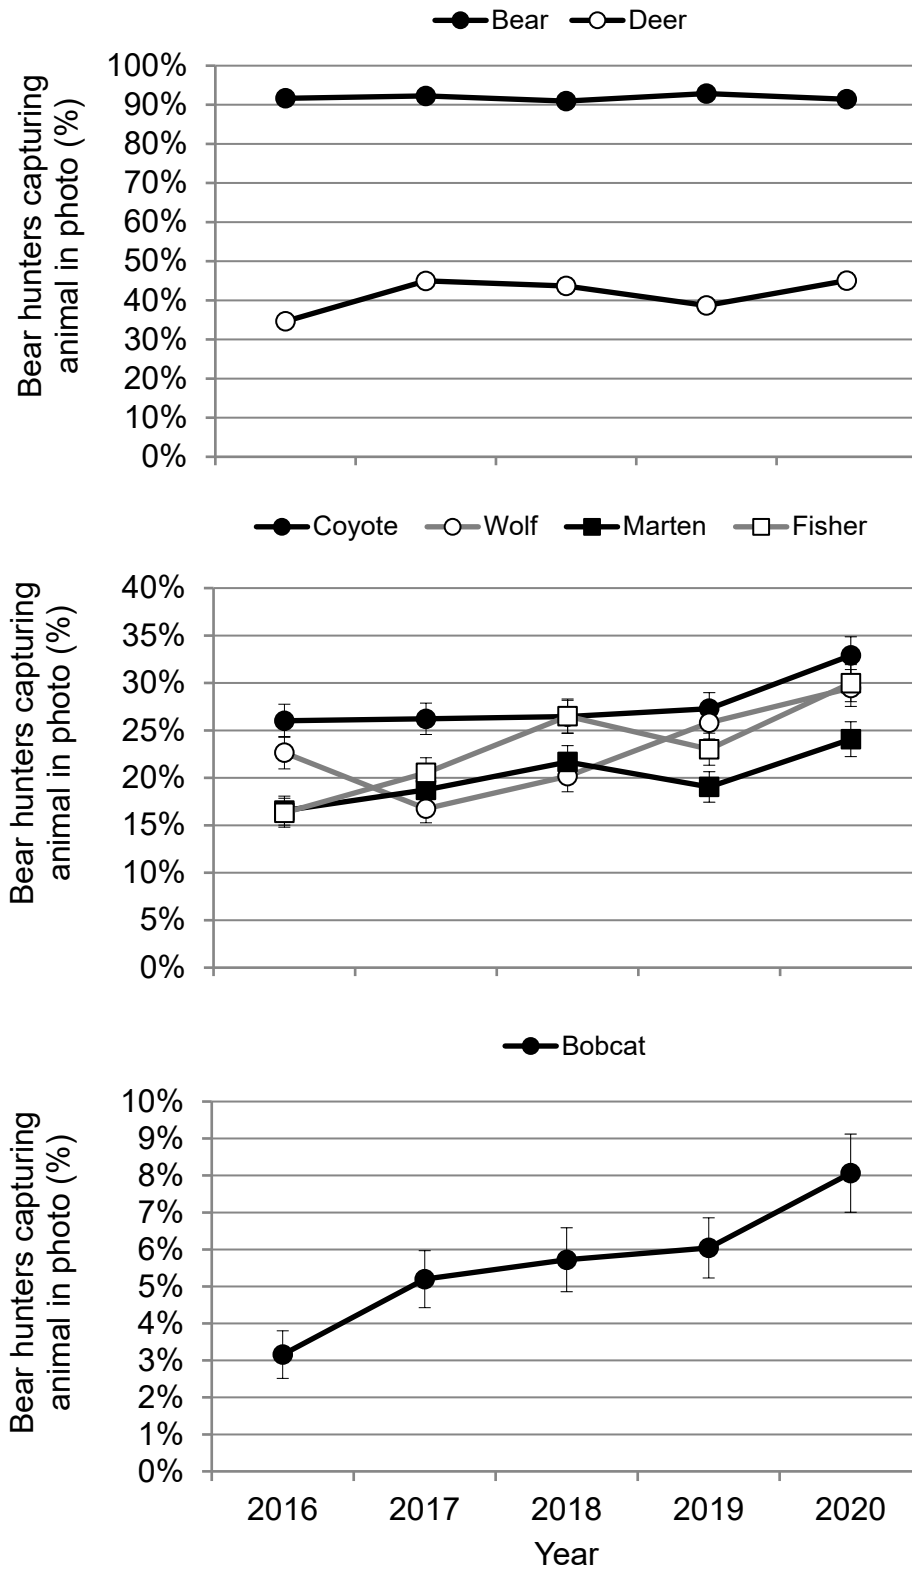 Bear Deer
Bear hunters capturing
animal in photo (%)
100%
90%
80%
70%
60%
50%
40%
30%
20%
10%
0%
Coyote Wolf Marten Fisher
Bear hunters capturing
animal in photo (%)
40%
35%
30%
25%
20%
15%
10%
5%
0%
Bobcat
Bear hunters capturing
animal in photo (%)
10%
9%
8%
7%
6%
5%
4%
3%
2%
1%
0%
2016 2017 2018 2019 2020
Year